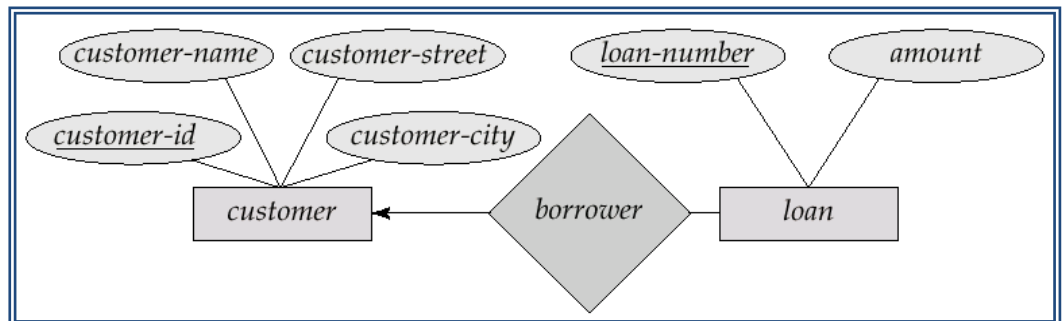 customer-name customer-street loan-number amount
customer-id customer-city
customer borrower loan